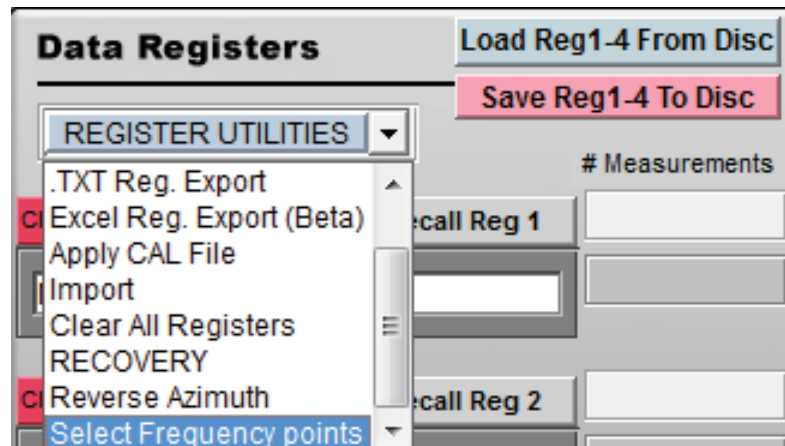 Data Registers
Load Reg1-4 From Disc
Save Reg1-4 To Disc
REGISTER UTILITIES
# Measurements
.TXT Reg. Export
Excel Reg. Export (Beta)
Apply CAL File
Import
Clear All Registers
RECOVERY
Reverse Azimuth
Select Frequency points
Reg 1
Reg 2